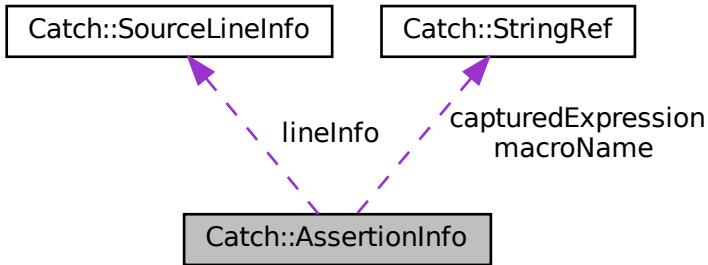 Catch::SourceLineInfo
Catch::StringRef
lineInfo
capturedExpression
macroName
Catch::AssertionInfo